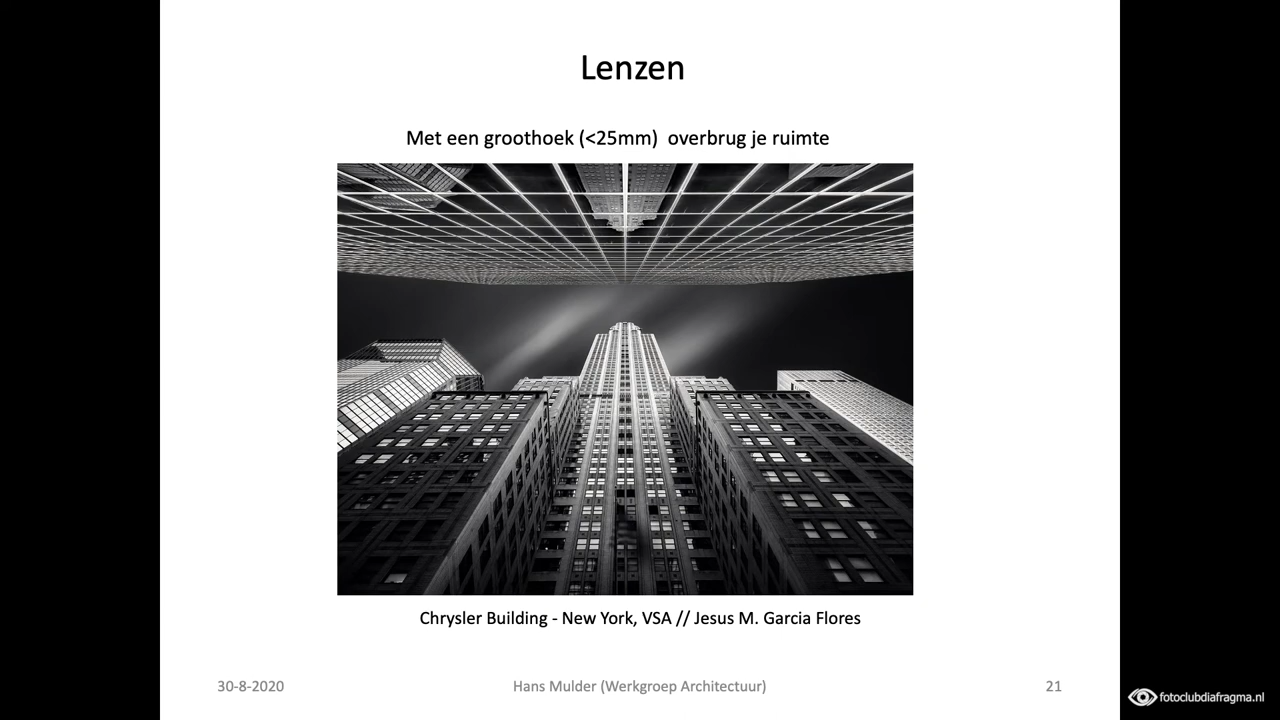 Lenzen
Met een groothoek (<25mm)  overbrug je ruimte
Chrysler Building - New York, VSA // Jesus M. Garcia Flores
30-8-2020
Hans Mulder (Werkgroep Architectuur)
21
fotoclubdiafragma.nl